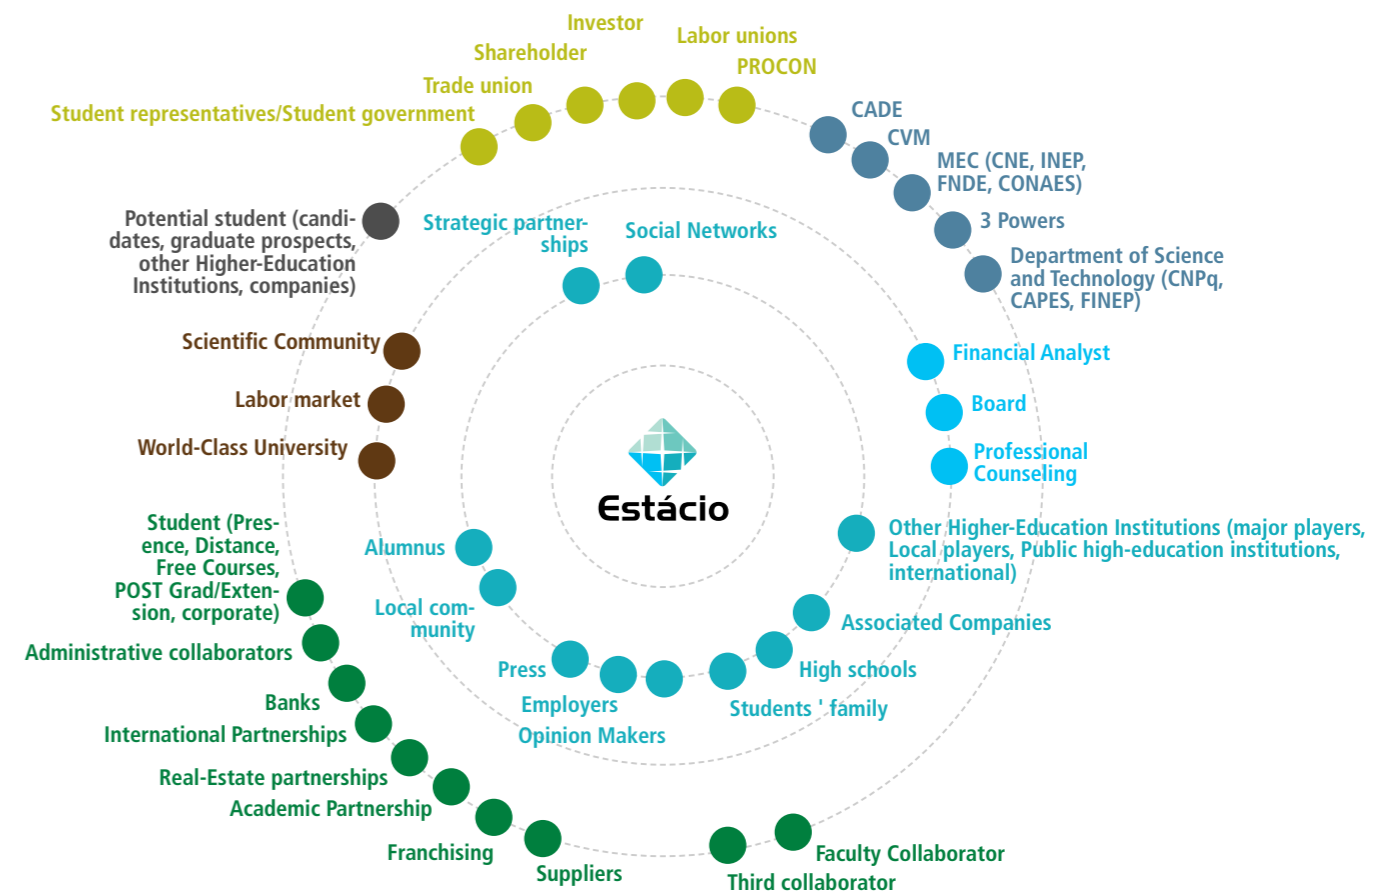 Investor
Labor unions
Shareholder
PROCON
Trade union
Student representatives/Student government
CADE
CVM
MEC (CNE, INEP,
FNDE, CONAES)
3 Powers
Department of Science
and Technology (CNPq,
CAPES, FINEP)
Potential student (candi-
dates, graduate prospects,
other Higher-Education
Institutions, companies)
Strategic partner-
ships
Social Networks
Scientific Community
Labor market
World-Class University
Financial Analyst
Board
Professional
Counseling
Estácio
Student (Pres-
ence, Distance,
Free Courses,
POST Grad/Exten-
sion, corporate)
Alumnus
Local com-
munity
Press
Employers
Opinion Makers
Other Higher-Education Institutions (major players,
Local players, Public high-education institutions,
international)
Associated Companies
High schools
Students ' family
Administrative collaborators
Banks
International Partnerships
Real-Estate partnerships
Academic Partnership
Franchising
Suppliers
Faculty Collaborator
Third collaborator